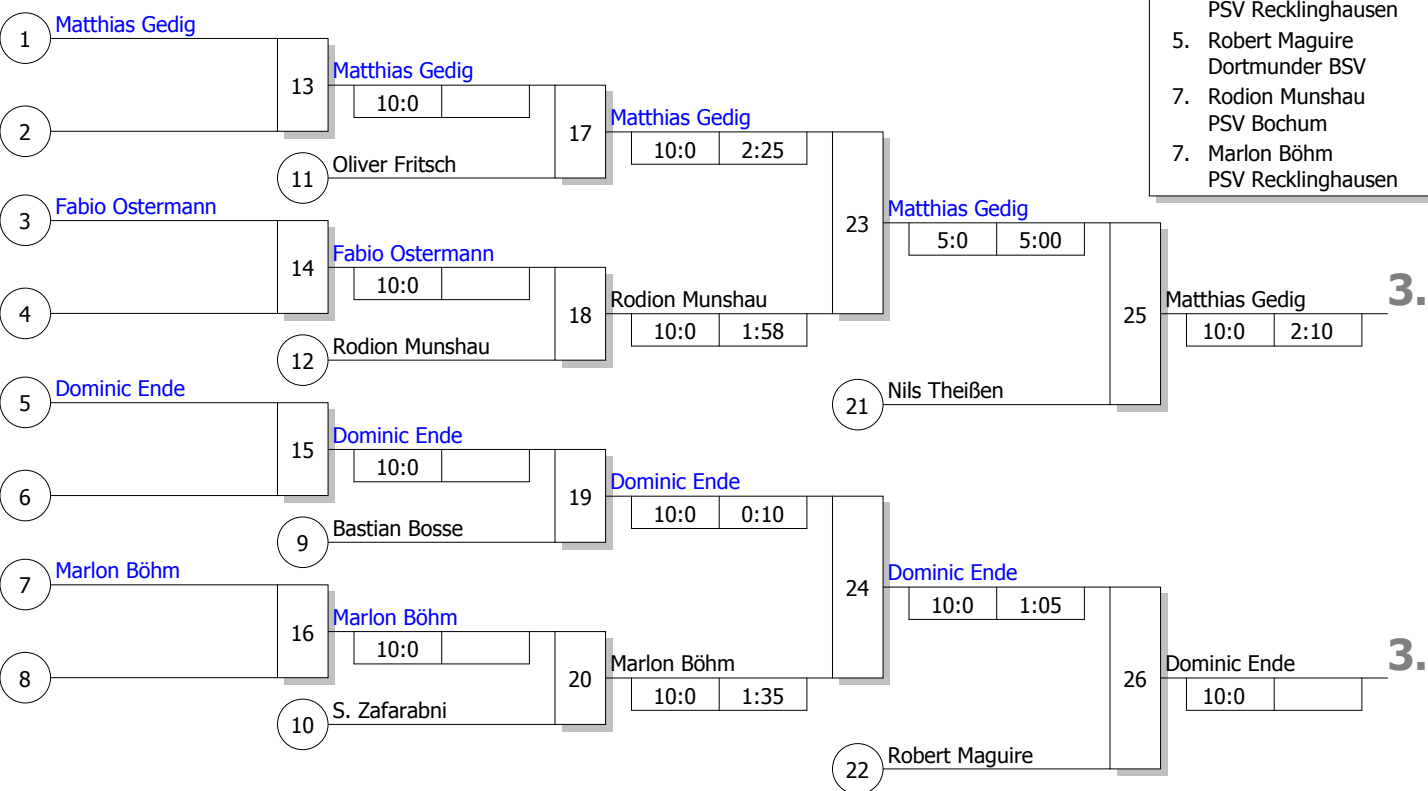 PSV Recklinghausen
5. Robert Maguire
Dortmunder BSV
7. Rodion Munshau
PSV Bochum
7. Marlon Böhm
PSV Recklinghausen
1 Matthias Gedig
13 Matthias Gedig
10:0
2
17 Matthias Gedig
10:0 2:25
11 Oliver Fritsch
3 Fabio Ostermann
23 Matthias Gedig
5:0 5:00
14 Fabio Ostermann
10:0
4
18 Rodion Munshau
10:0 1:58
25 Matthias Gedig 3.
10:0 2:10
12 Rodion Munshau
5 Dominic Ende
21 Nils Theißen
15 Dominic Ende
10:0
6
19 Dominic Ende
10:0 0:10
9 Bastian Bosse
7 Marlon Böhm
24 Dominic Ende
10:0 1:05
16 Marlon Böhm
10:0
8
20 Marlon Böhm
10:0 1:35
26 Dominic Ende 3.
10:0
10 S. Zafarabni
22 Robert Maguire